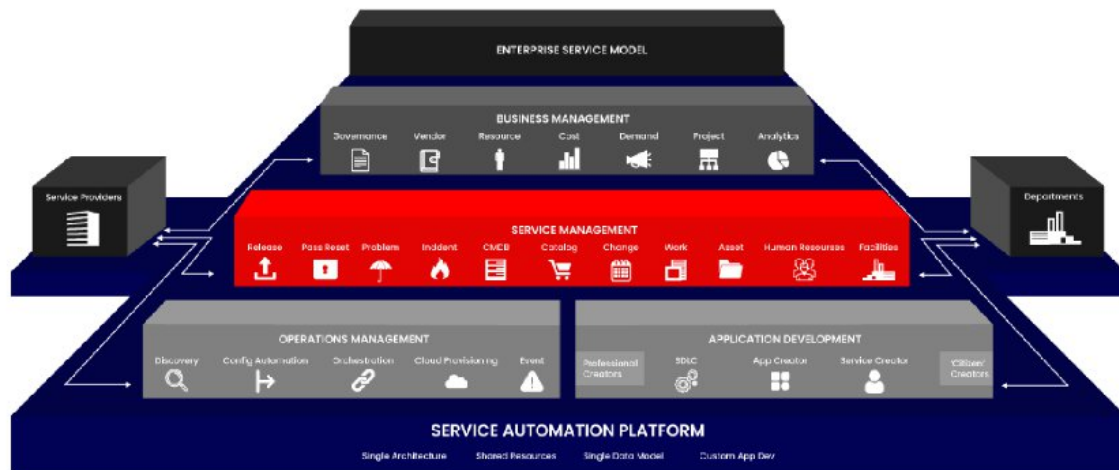 ENTERPRISE SERVICE MODEL
BUSINESS MANAGEMENT
Governance Vendor Resource Cost Demand Project Analytics
Service Providers
Departments
SERVICE MANAGEMENT
Release Pass Reset Problem Incident CMDB Catalog Change Work Asset Human Resourses Facilities
OPERATIONS MANAGEMENT
Discovery Config Automation Orchestration Cloud Provisioning Event
APPLICATION DEVELOPMENT
Professional
Creators
SDLC App Creator Service Creator
'Citizen'
Creators
SERVICE AUTOMATION PLATFORM
Single Architecture Shared Resources Single Data Model Custom App Dev